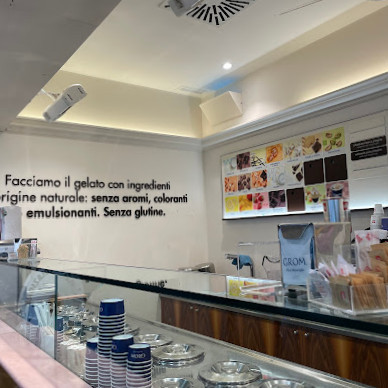 Facciamo il gelato con ingredienti
origine naturale: senza aromi, coloranti
emulsionanti. Senza glutine.
GROM